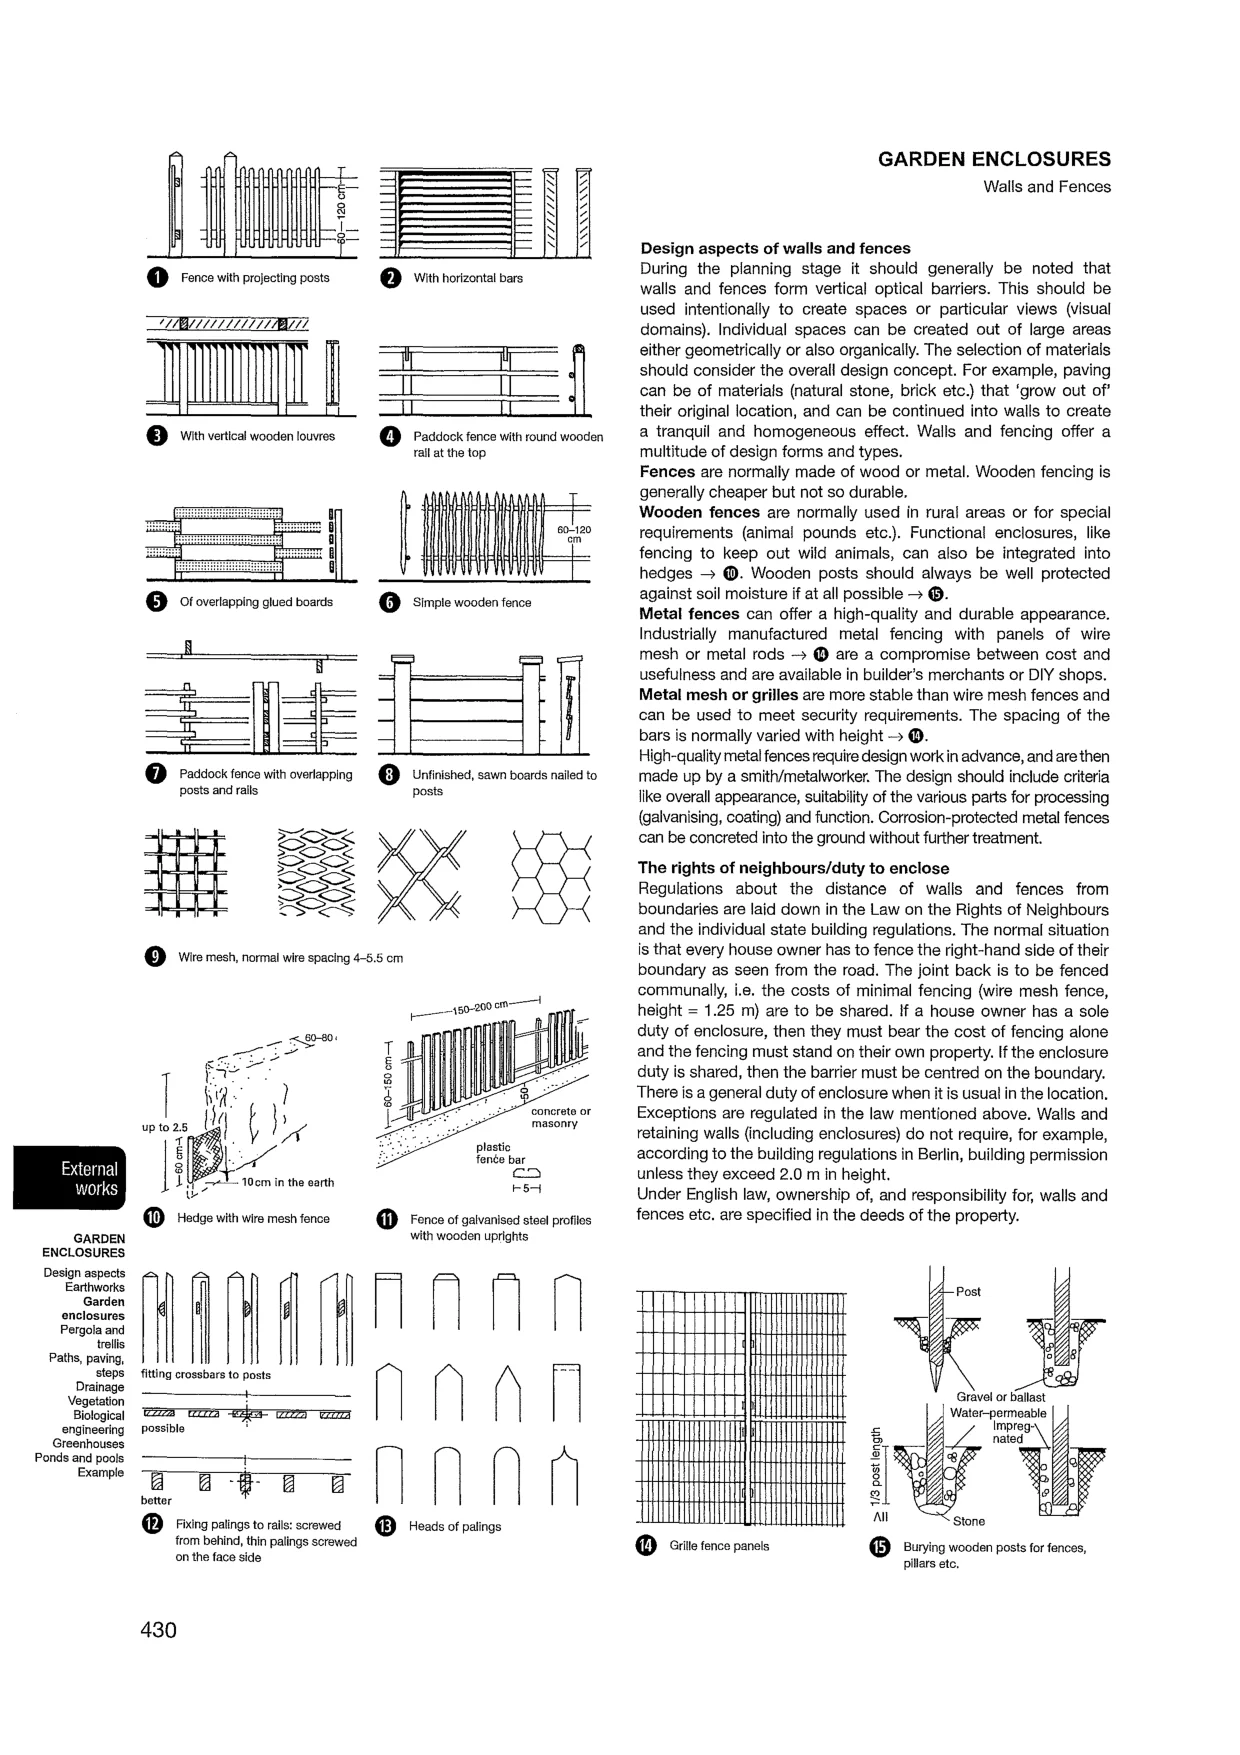 GARDEN ENCLOSURES
Walls and Fences
60–120 cm
1 Fence with projecting posts
2 With horizontal bars
3 With vertical wooden louvres
4 Paddock fence with round wooden
rail at the top
60–120
cm
5 Of overlapping glued boards
6 Simple wooden fence
7 Paddock fence with overlapping
posts and rails
8 Unfinished, sawn boards nailed to
posts
9 Wire mesh, normal wire spacing 4–5.5 cm
60–80
up to 2.5
60 cm
10cm in the earth
10 Hedge with wire mesh fence
150–200 cm
60–150 cm
50
concrete or
masonry
plastic
fence bar
5
11 Fence of galvanised steel profiles
with wooden uprights
fitting crossbars to posts
possible
better
12 Fixing palings to rails: screwed
from behind, thin palings screwed
on the face side
13 Heads of palings
Design aspects of walls and fences
During the planning stage it should generally be noted that
walls and fences form vertical optical barriers. This should be
used intentionally to create spaces or particular views (visual
domains). Individual spaces can be created out of large areas
either geometrically or also organically. The selection of materials
should consider the overall design concept. For example, paving
can be of materials (natural stone, brick etc.) that ‘grow out of’
their original location, and can be continued into walls to create
a tranquil and homogeneous effect. Walls and fencing offer a
multitude of design forms and types.
Fences are normally made of wood or metal. Wooden fencing is
generally cheaper but not so durable.
Wooden fences are normally used in rural areas or for special
requirements (animal pounds etc.). Functional enclosures, like
fencing to keep out wild animals, can also be integrated into
hedges → 10. Wooden posts should always be well protected
against soil moisture if at all possible → 15.
Metal fences can offer a high-quality and durable appearance.
Industrially manufactured metal fencing with panels of wire
mesh or metal rods → 14 are a compromise between cost and
usefulness and are available in builder's merchants or DIY shops.
Metal mesh or grilles are more stable than wire mesh fences and
can be used to meet security requirements. The spacing of the
bars is normally varied with height → 14.
High-quality metal fences require design work in advance, and are then
made up by a smith/metalworker. The design should include criteria
like overall appearance, suitability of the various parts for processing
(galvanising, coating) and function. Corrosion-protected metal fences
can be concreted into the ground without further treatment.
The rights of neighbours/duty to enclose
Regulations about the distance of walls and fences from
boundaries are laid down in the Law on the Rights of Neighbours
and the individual state building regulations. The normal situation
is that every house owner has to fence the right-hand side of their
boundary as seen from the road. The joint back is to be fenced
communally, i.e. the costs of minimal fencing (wire mesh fence,
height = 1.25 m) are to be shared. If a house owner has a sole
duty of enclosure, then they must bear the cost of fencing alone
and the fencing must stand on their own property. If the enclosure
duty is shared, then the barrier must be centred on the boundary.
There is a general duty of enclosure when it is usual in the location.
Exceptions are regulated in the law mentioned above. Walls and
retaining walls (including enclosures) do not require, for example,
according to the building regulations in Berlin, building permission
unless they exceed 2.0 m in height.
Under English law, ownership of, and responsibility for, walls and
fences etc. are specified in the deeds of the property.
14 Grille fence panels
Post
Gravel or ballast
Water–permeable
Impreg-
nated
1/3 post length
Stone
15 Burying wooden posts for fences,
pillars etc.
External
works
GARDEN
ENCLOSURES
Design aspects
Earthworks
Garden
enclosures
Pergola and
trellis
Paths, paving,
steps
Drainage
Vegetation
Biological
engineering
Greenhouses
Ponds and pools
Example
430